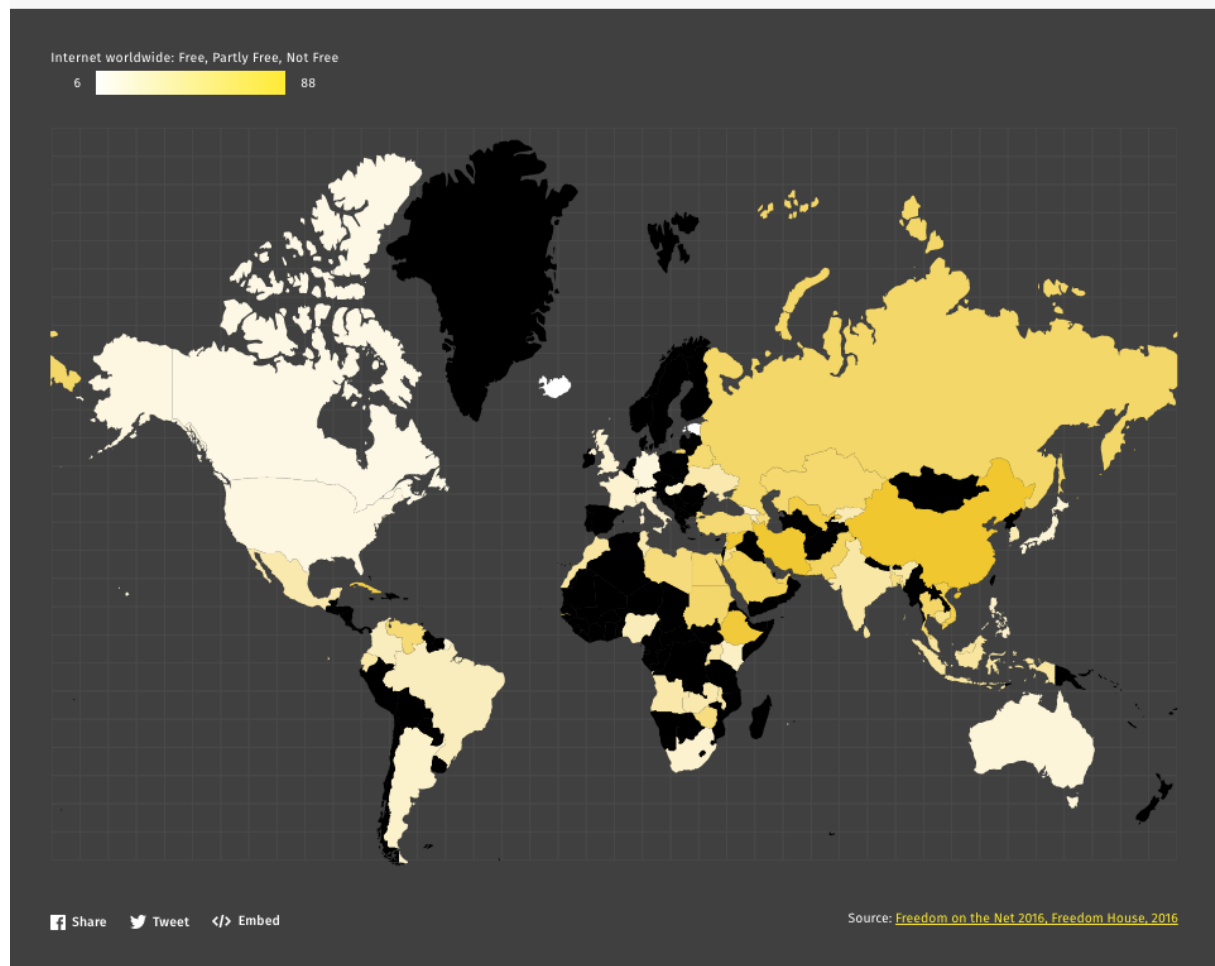 Internet worldwide: Free, Partly Free, Not Free
6 88
Share Tweet </> Embed Source: Freedom on the Net 2016, Freedom House, 2016